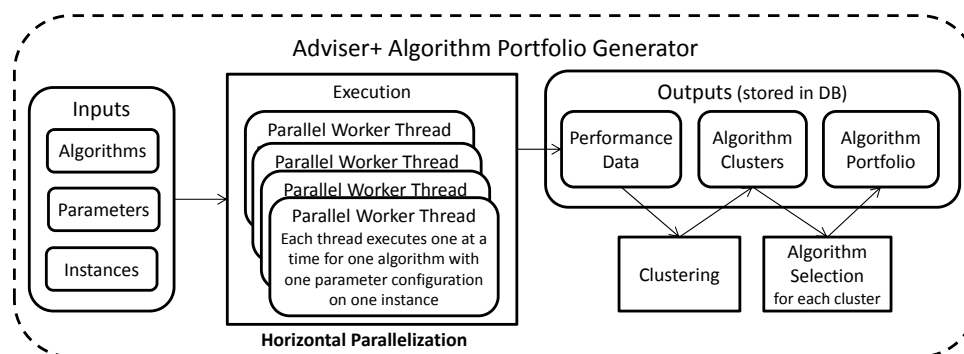 Adviser+ Algorithm Portfolio Generator
Inputs
Algorithms
Parameters
Instances
Execution
Parallel Worker Thread
Parallel Worker Thread
Parallel Worker Thread
Parallel Worker Thread
Each thread executes one at a
time for one algorithm with
one parameter configuration
on one instance
Horizontal Parallelization
Outputs (stored in DB)
Performance
Data
Algorithm
Clusters
Algorithm
Portfolio
Clustering
Algorithm
Selection
for each cluster